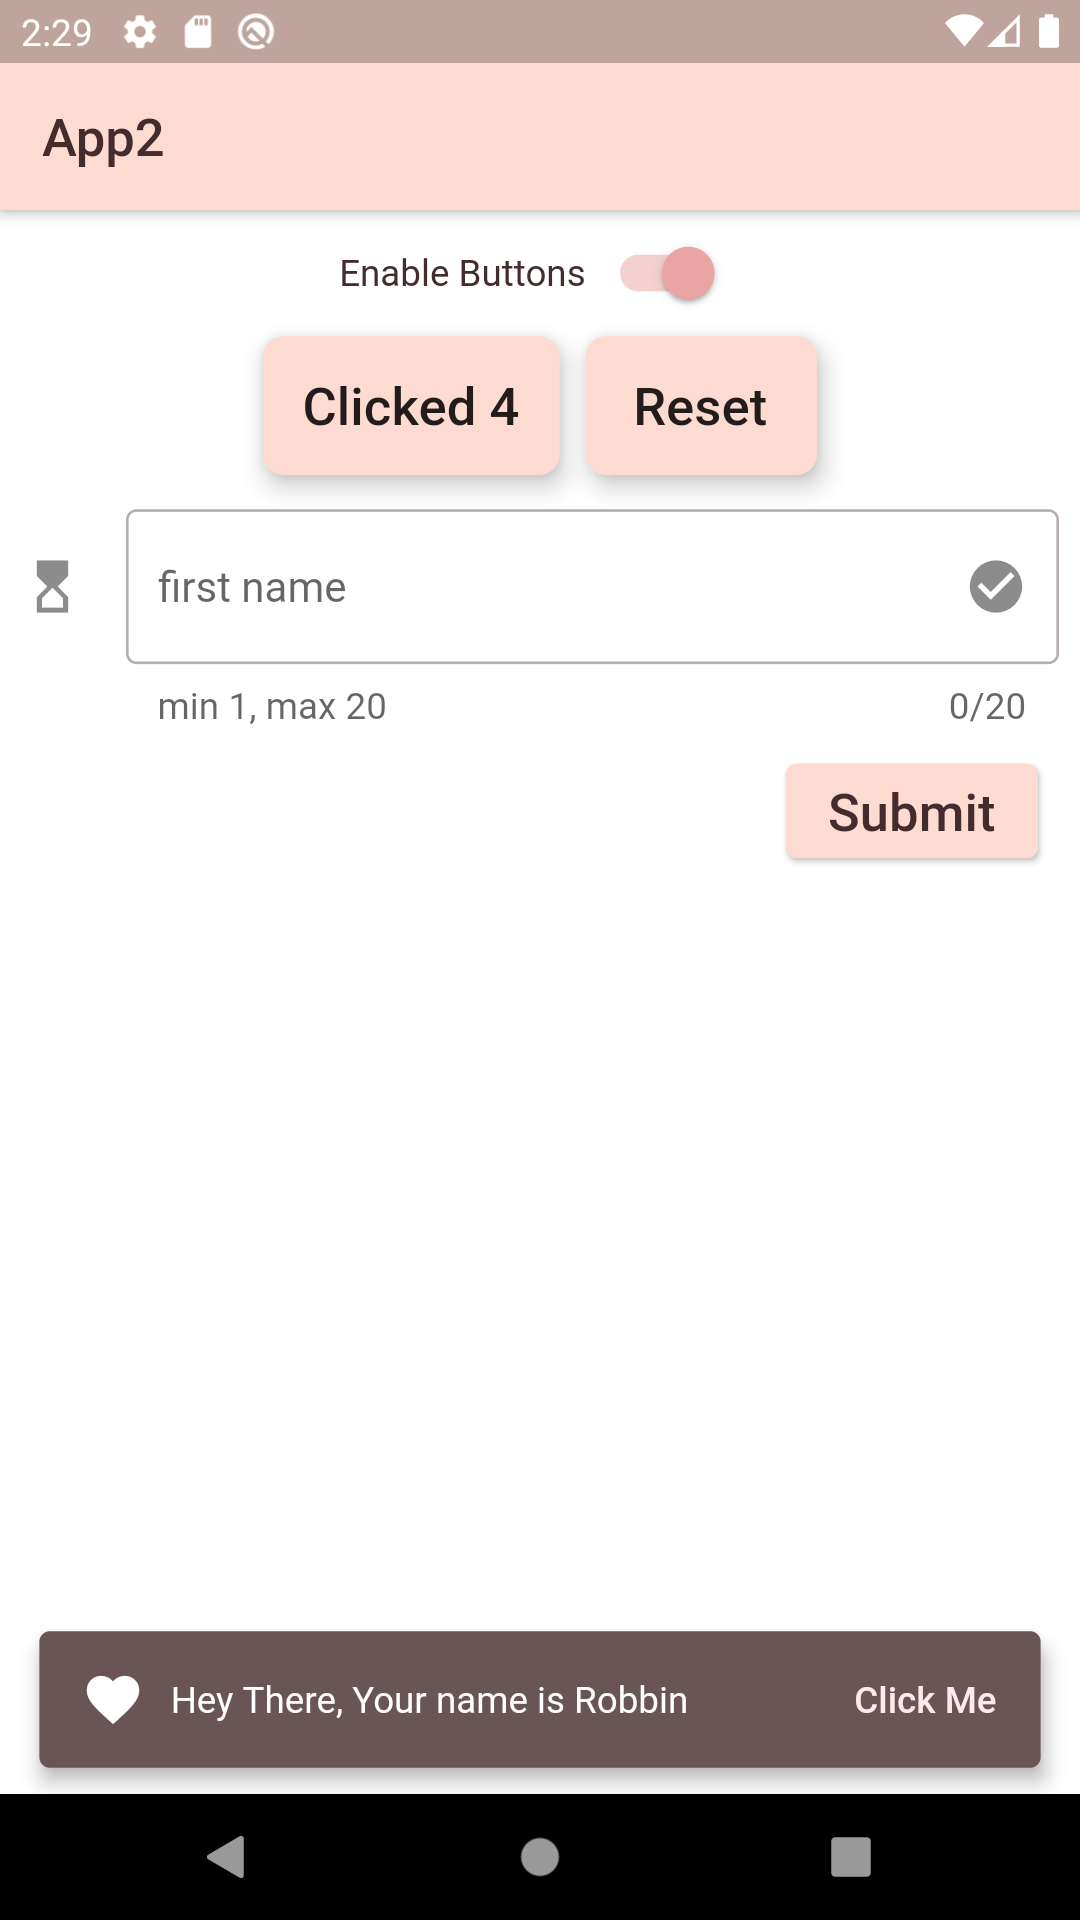 2:29
App2
Enable Buttons
Clicked 4 Reset
first name
min 1, max 20 0/20
Submit
Hey There, Your name is Robbin Click Me